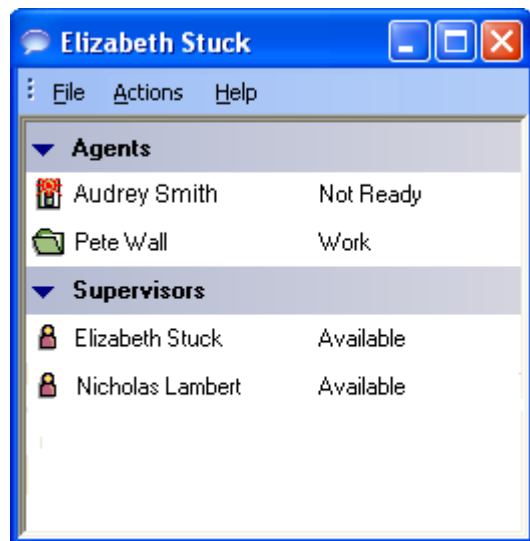 Elizabeth Stuck
File Actions Help
Agents
Audrey Smith Not Ready
Pete Wall Work
Supervisors
Elizabeth Stuck Available
Nicholas Lambert Available